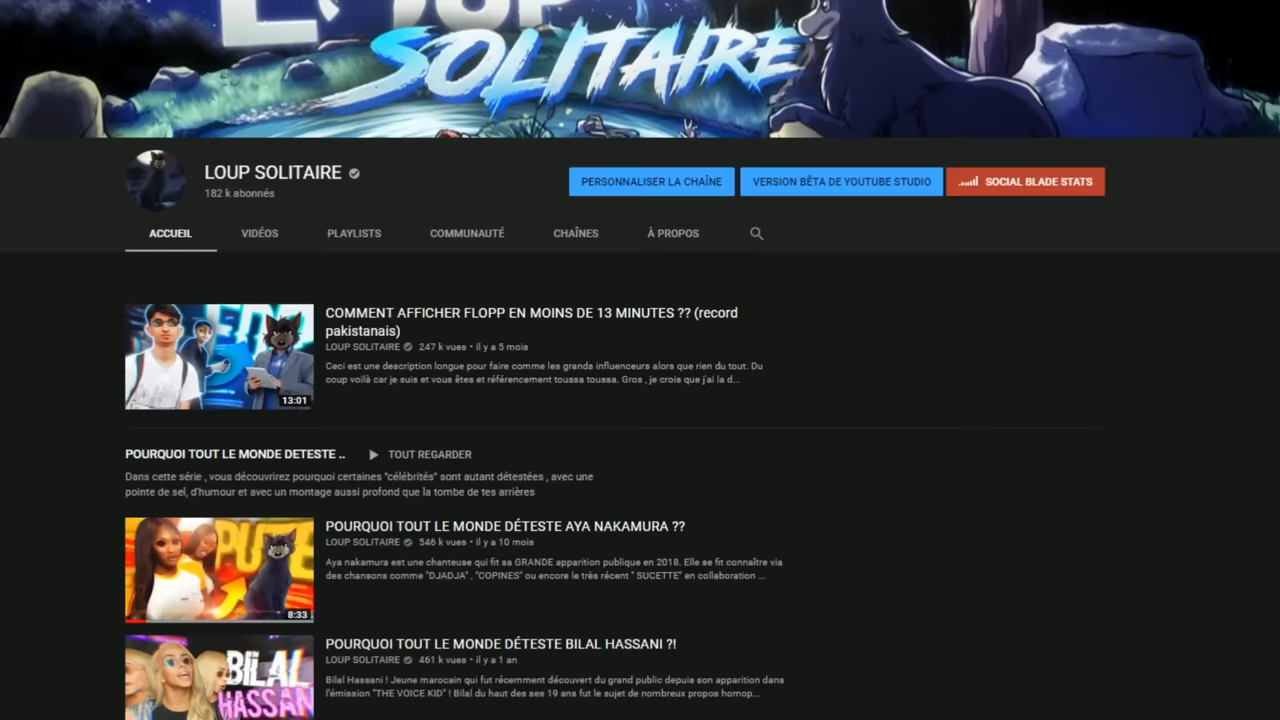 SOLITAIRE
LOUP SOLITAIRE
182 k abonnés
PERSONNALISER LA CHAÎNE
VERSION BÊTA DE YOUTUBE STUDIO
SOCIAL BLADE STATS
ACCUEIL
VIDÉOS
PLAYLISTS
COMMUNAUTÉ
CHAÎNES
À PROPOS
COMMENT AFFICHER FLOPP EN MOINS DE 13 MINUTES ?? (record
pakistanais)
LOUP SOLITAIRE 247 k vues • il y a 5 mois
Ceci est une description longue pour faire comme les grands influenceurs alors que rien du tout. Du
coup voilà car je suis et vous êtes et référencement toussa toussa. Gros , je crois que j'ai la d...
13:01
POURQUOI TOUT LE MONDE DETESTE ..
TOUT REGARDER
Dans cette série , vous découvrirez pourquoi certaines "célébrités" sont autant détestées , avec une
pointe de sel, d'humour et avec un montage aussi profond que la tombe de tes arrières
PUTE
8:33
POURQUOI TOUT LE MONDE DÉTESTE AYA NAKAMURA ??
LOUP SOLITAIRE 546 k vues • il y a 10 mois
Aya nakamura est une chanteuse qui fit sa GRANDE apparition publique en 2018. Elle se fit connaître via
des chansons comme "DJADJA" , "COPINES" ou encore le très récent " SUCETTE" en collaboration ...
BILAL
HASSAN
POURQUOI TOUT LE MONDE DÉTESTE BILAL HASSANI ?!
LOUP SOLITAIRE 461 k vues • il y a 1 an
Bilal Hassani ! Jeune marocain qui fut récemment découvert du grand public depuis son apparition dans
l'émission "THE VOICE KID" ! Bilal du haut des ses 19 ans fut le sujet de nombreux propos homop...